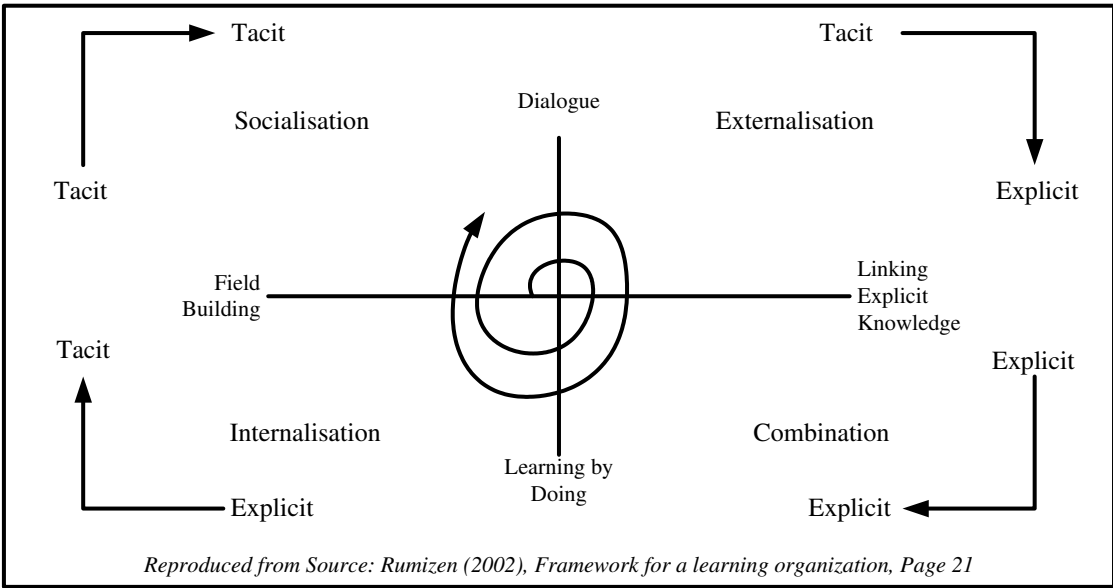 Tacit
Tacit
Dialogue
Socialisation
Externalisation
Tacit
Explicit
Field
Building
Linking
Explicit
Knowledge
Tacit
Explicit
Internalisation
Combination
Learning by
Doing
Explicit
Explicit
Reproduced from Source: Rumizen (2002), Framework for a learning organization, Page 21